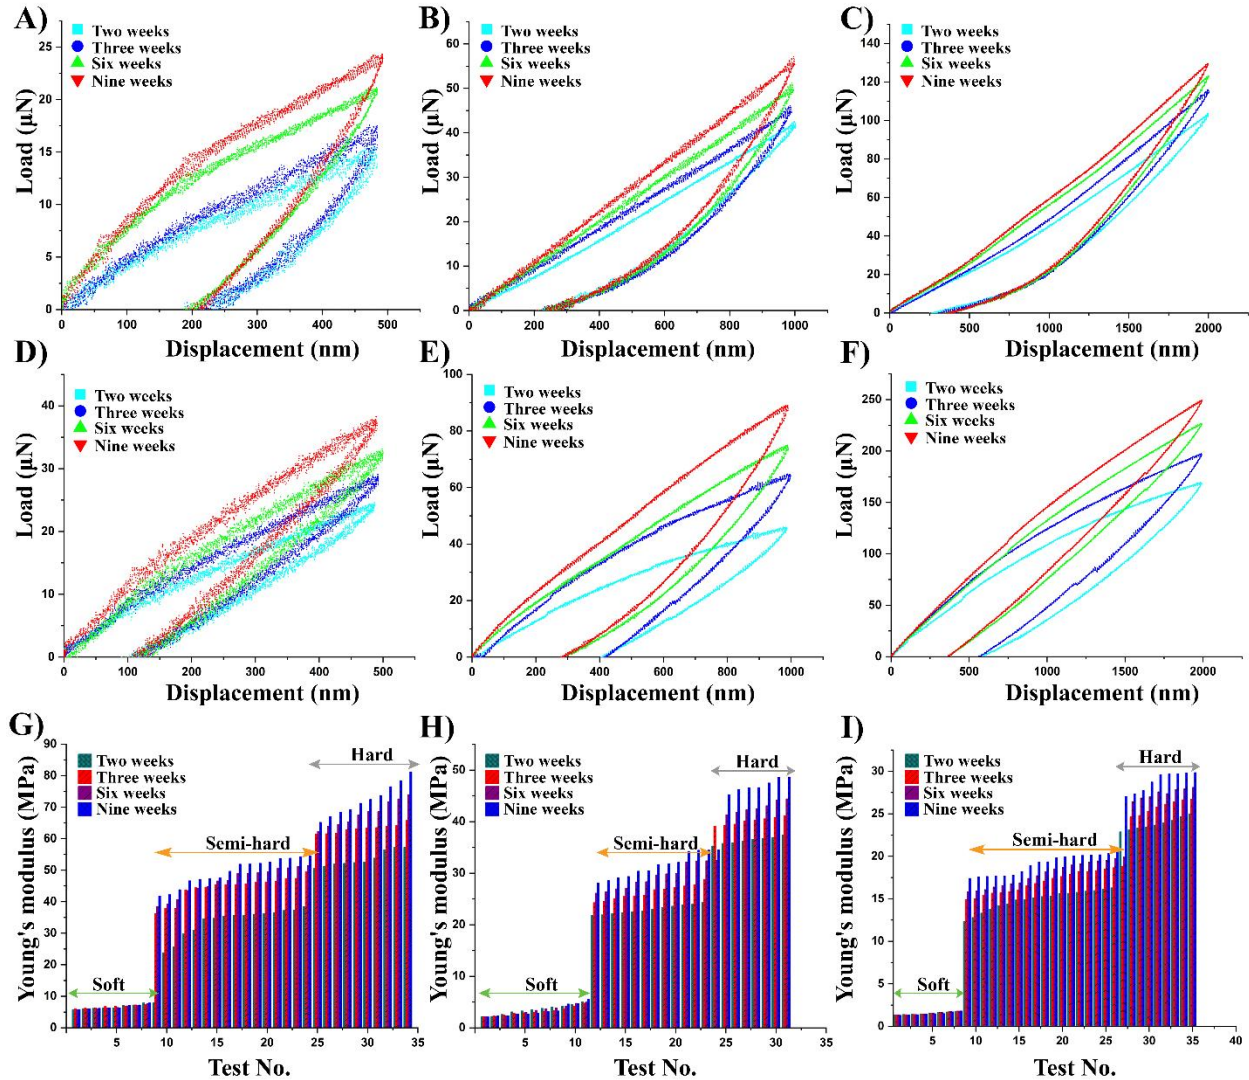 A)
Two weeks
Three weeks
Six weeks
Nine weeks
Load (μN)
25
20
15
10
5
0
0 100 200 300 400 500
Displacement (nm)
B)
Two weeks
Three weeks
Six weeks
Nine weeks
Load (μN)
60
50
40
30
20
10
0
0 200 400 600 800 1000
Displacement (nm)
C)
Two weeks
Three weeks
Six weeks
Nine weeks
Load (μN)
140
120
100
80
60
40
20
0
0 500 1000 1500 2000
Displacement (nm)
D)
Two weeks
Three weeks
Six weeks
Nine weeks
Load (μN)
40
30
20
10
0
0 100 200 300 400 500
Displacement (nm)
E)
Two weeks
Three weeks
Six weeks
Nine weeks
Load (μN)
100
80
60
40
20
0
0 200 400 600 800 1000
Displacement (nm)
F)
Two weeks
Three weeks
Six weeks
Nine weeks
Load (μN)
250
200
150
100
50
0
0 500 1000 1500 2000
Displacement (nm)
G)
Two weeks
Three weeks
Six weeks
Nine weeks
Hard
Semi-hard
Soft
Young's modulus (MPa)
90
80
70
60
50
40
30
20
10
0
5 10 15 20 25 30 35
Test No.
H)
Two weeks
Three weeks
Six weeks
Nine weeks
Hard
Semi-hard
Soft
Young's modulus (MPa)
50
40
30
20
10
0
5 10 15 20 25 30 35
Test No.
I)
Two weeks
Three weeks
Six weeks
Nine weeks
Hard
Semi-hard
Soft
Young's modulus (MPa)
30
25
20
15
10
5
0
5 10 15 20 25 30 35 40
Test No.